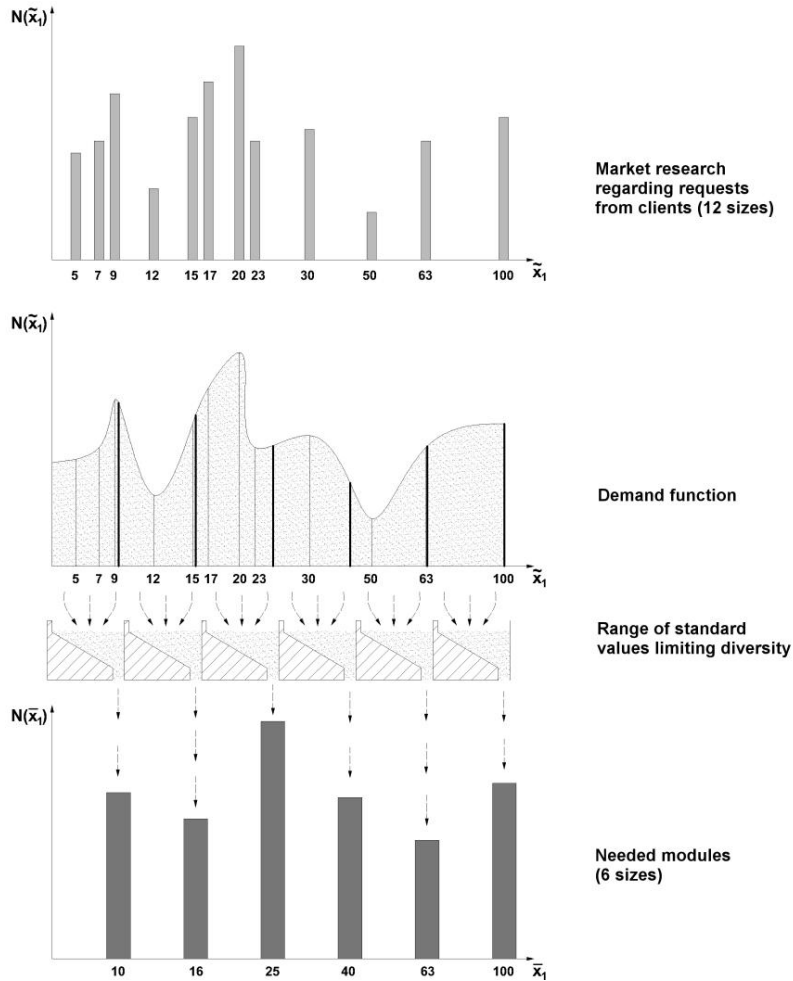 N(x̃₁)
5 7 9 12 15 17 20 23 30 50 63 100 x̃₁
Market research
regarding requests
from clients (12 sizes)
N(x̃₁)
5 7 9 12 15 17 20 23 30 50 63 100 x̃₁
Demand function
Range of standard
values limiting diversity
N(x̄₁)
10 16 25 40 63 100 x̄₁
Needed modules
(6 sizes)